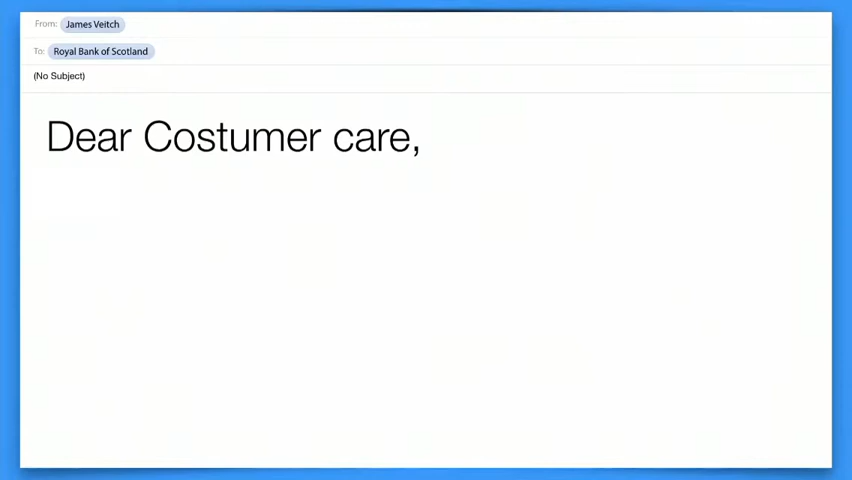 From: James Veitch
To: Royal Bank of Scotland
(No Subject)
Dear Costumer care,